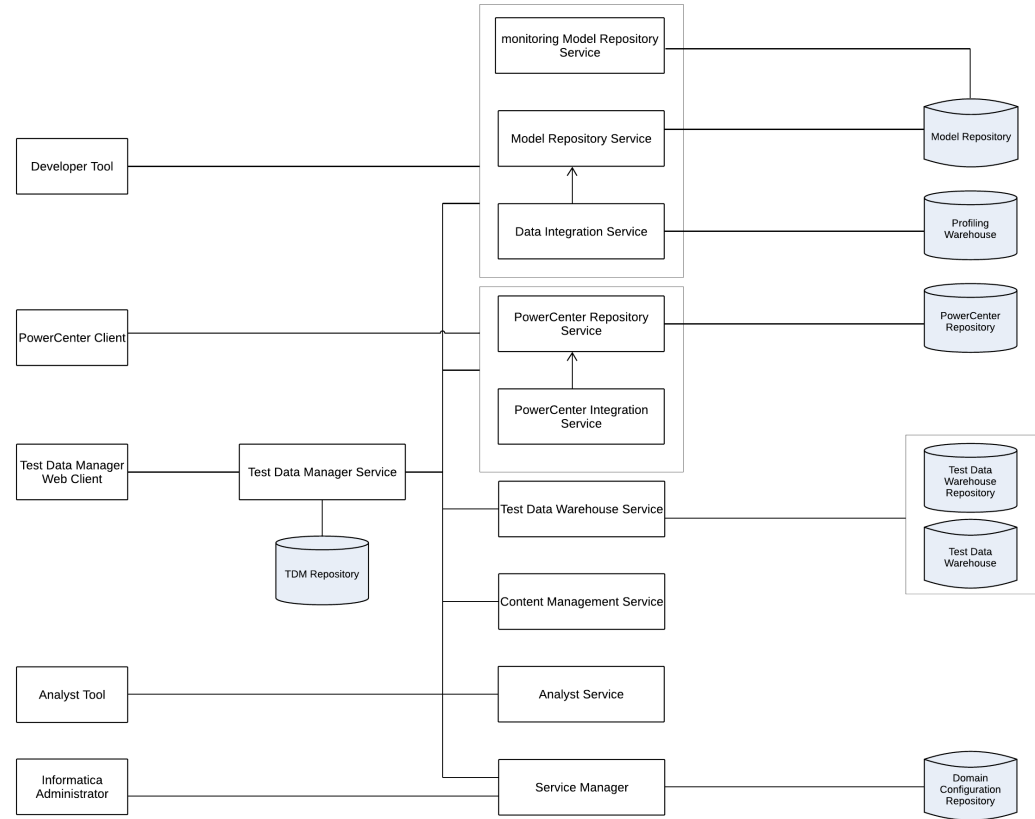 monitoring Model Repository
Service
Model Repository Service
Model Repository
Developer Tool
Data Integration Service
Profiling
Warehouse
PowerCenter Client
PowerCenter Repository
Service
PowerCenter
Repository
PowerCenter Integration
Service
Test Data Manager
Web Client
Test Data Manager Service
TDM Repository
Test Data Warehouse Service
Test Data
Warehouse
Repository
Test Data
Warehouse
Content Management Service
Analyst Tool
Analyst Service
Informatica
Administrator
Service Manager
Domain
Configuration
Repository